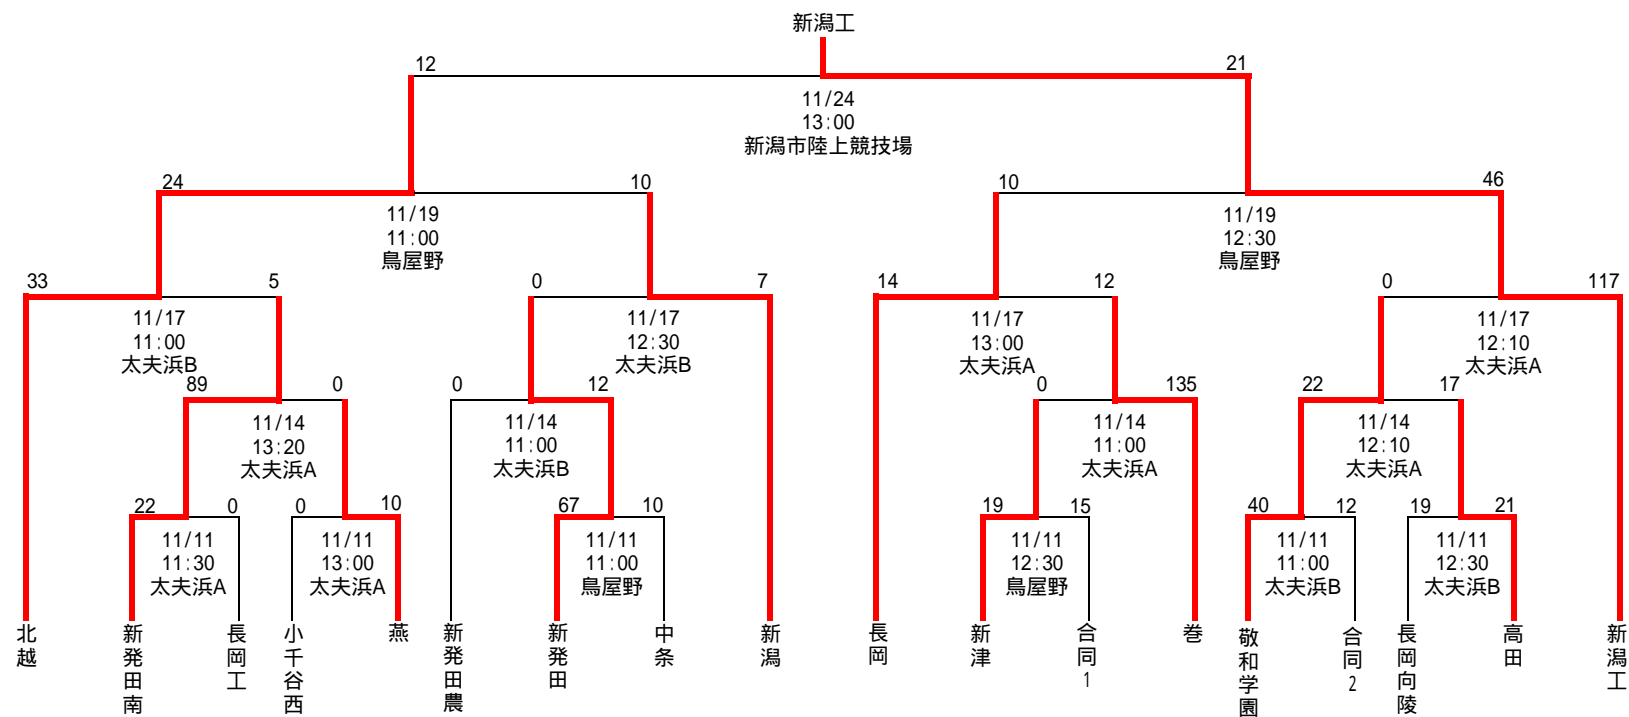 新潟工
12
21
11/24
13:00
新潟市陸上競技場
24
10
10
46
11/19
11:00
鳥屋野
11/19
12:30
鳥屋野
33
5
0
7
14
12
0
117
11/17
11:00
太夫浜B
11/17
12:30
太夫浜B
11/17
13:00
太夫浜A
11/17
12:10
太夫浜A
89
0
0
12
0
135
22
17
11/14
13:20
太夫浜A
11/14
11:00
太夫浜B
11/14
11:00
太夫浜A
11/14
12:10
太夫浜A
22
0
0
10
67
10
19
15
40
12
19
21
11/11
11:30
太夫浜A
11/11
13:00
太夫浜A
11/11
11:00
鳥屋野
11/11
12:30
鳥屋野
11/11
11:00
太夫浜B
11/11
12:30
太夫浜B
北越
新発田南
長岡工
小千谷西
燕
新発田農
新発田
中条
新潟
長岡
新津
合同1
巻
敬和学園
合同2
長岡向陵
高田
新潟工